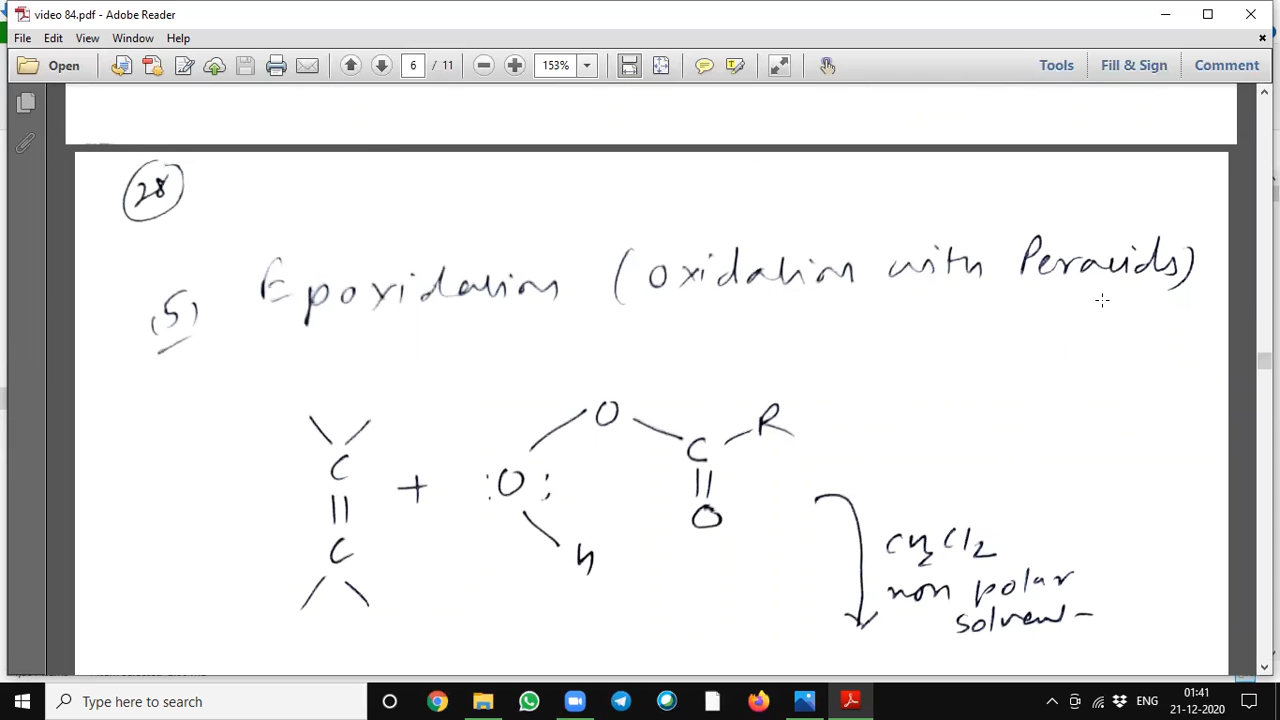 video 84.pdf - Adobe Reader
File Edit View Window Help
Open 6 / 11 153% Tools Fill & Sign Comment
28
(5) Epoxidation (Oxidation with Peracids)
O R
C C
+ :O: O
C H
CH2Cl2
non polar
solvent
Type here to search ENG 01:41
21-12-2020